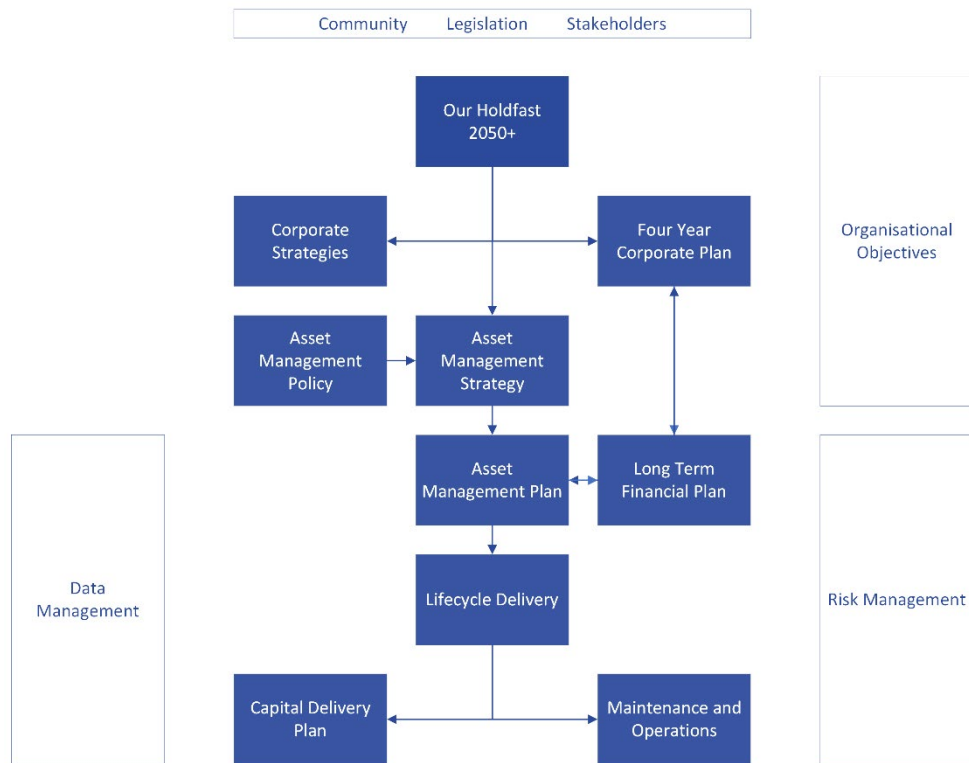 Community Legislation Stakeholders
Our Holdfast
2050+
Corporate
Strategies
Four Year
Corporate Plan
Organisational
Objectives
Asset
Management
Policy
Asset
Management
Strategy
Asset
Management Plan
Long Term
Financial Plan
Data
Management
Lifecycle Delivery
Risk Management
Capital Delivery
Plan
Maintenance and
Operations